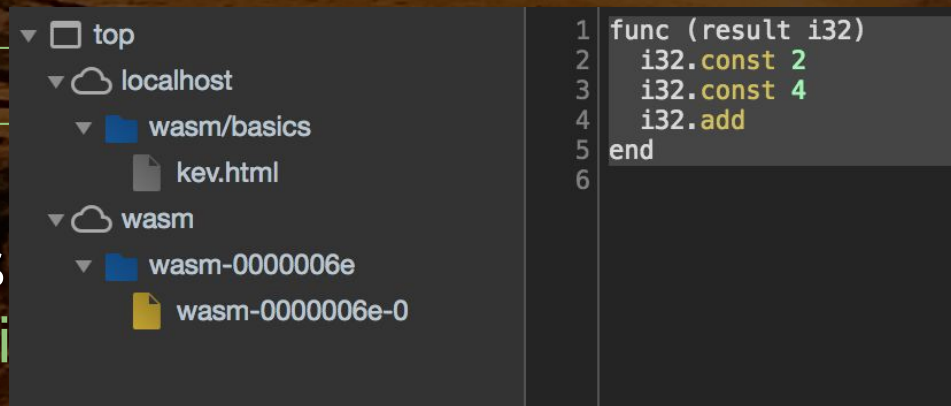 top
localhost
wasm/basics
kev.html
wasm
wasm-0000006e
wasm-0000006e-0
1 func (result i32)
2   i32.const 2
3   i32.const 4
4   i32.add
5 end
6